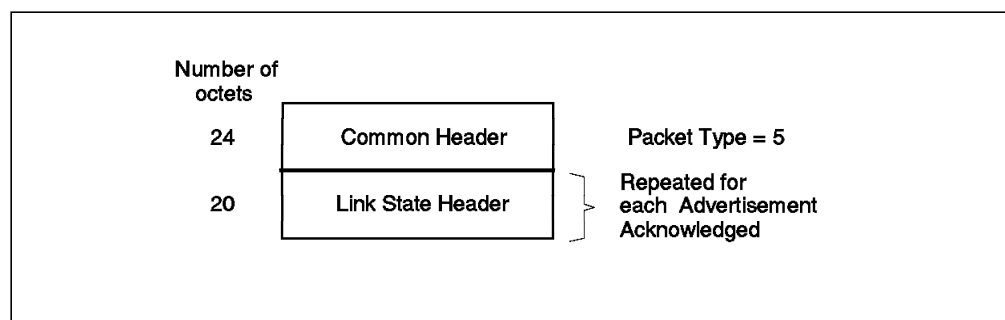 Number of
octets
24 Common Header Packet Type = 5
20 Link State Header
Repeated for
each Advertisement
Acknowledged